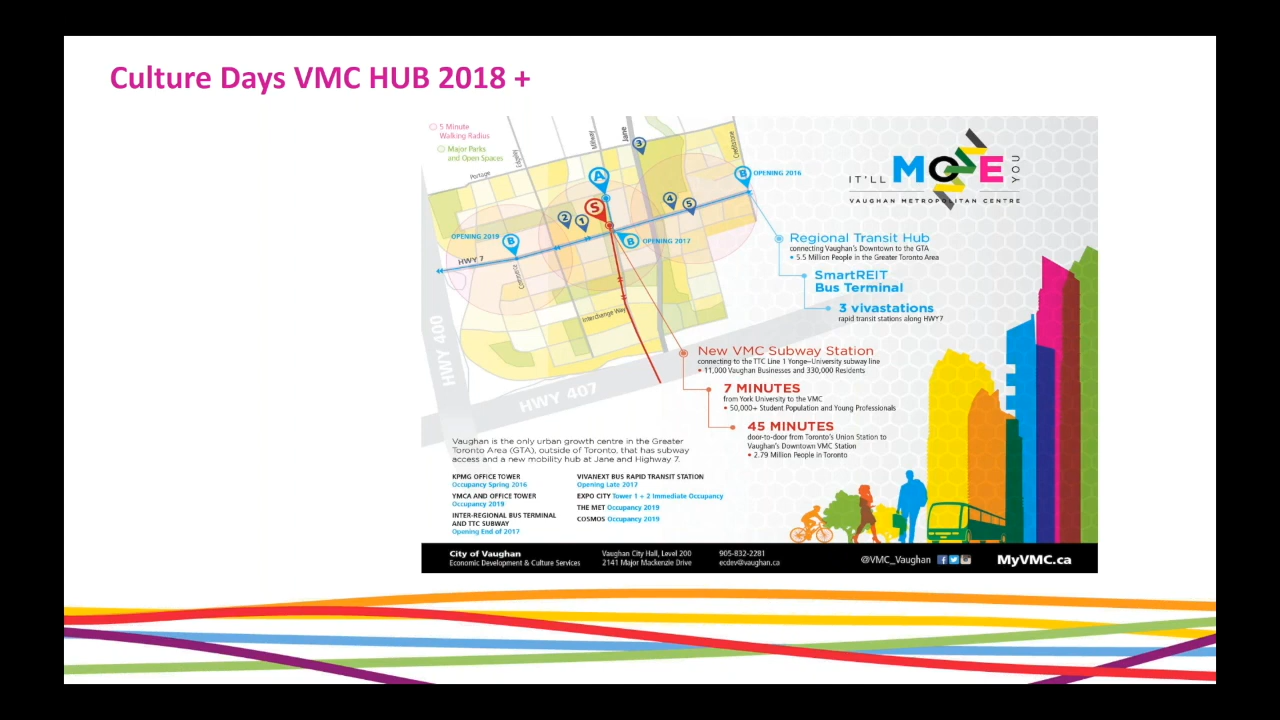 Culture Days VMC HUB 2018 +
5 Minute
Walking Radius
Major Parks
and Open Spaces
Portage
Edgeley
Millway
Jane
Creditstone
3
A
B
OPENING 2016
4
5
S
2
1
OPENING 2019
B
B
OPENING 2017
HWY 7
Commerce
Interchange Way
HWY 400
HWY 407
IT'LL MOVE YOU
VAUGHAN METROPOLITAN CENTRE
Regional Transit Hub
connecting Vaughan's Downtown to the GTA
• 5.5 Million People in the Greater Toronto Area
SmartREIT
Bus Terminal
3 vivastations
rapid transit stations along HWY7
New VMC Subway Station
connecting to the TTC Line 1 Yonge–University subway line
• 11,000 Vaughan Businesses and 330,000 Residents
7 MINUTES
from York University to the VMC
• 50,000+ Student Population and Young Professionals
45 MINUTES
door-to-door from Toronto's Union Station to
Vaughan's Downtown VMC Station
• 2.79 Million People in Toronto
Vaughan is the only urban growth centre in the Greater
Toronto Area (GTA), outside of Toronto, that has subway
access and a new mobility hub at Jane and Highway 7.
KPMG OFFICE TOWER
Occupancy Spring 2016
YMCA AND OFFICE TOWER
Occupancy 2019
INTER-REGIONAL BUS TERMINAL
AND TTC SUBWAY
Opening End of 2017
VIVANEXT BUS RAPID TRANSIT STATION
Opening Late 2017
EXPO CITY Tower 1 + 2 Immediate Occupancy
THE MET Occupancy 2019
COSMOS Occupancy 2019
City of Vaughan
Economic Development & Culture Services
Vaughan City Hall, Level 200
2141 Major Mackenzie Drive
905-832-2281
ecdev@vaughan.ca
@VMC_Vaughan
MyVMC.ca